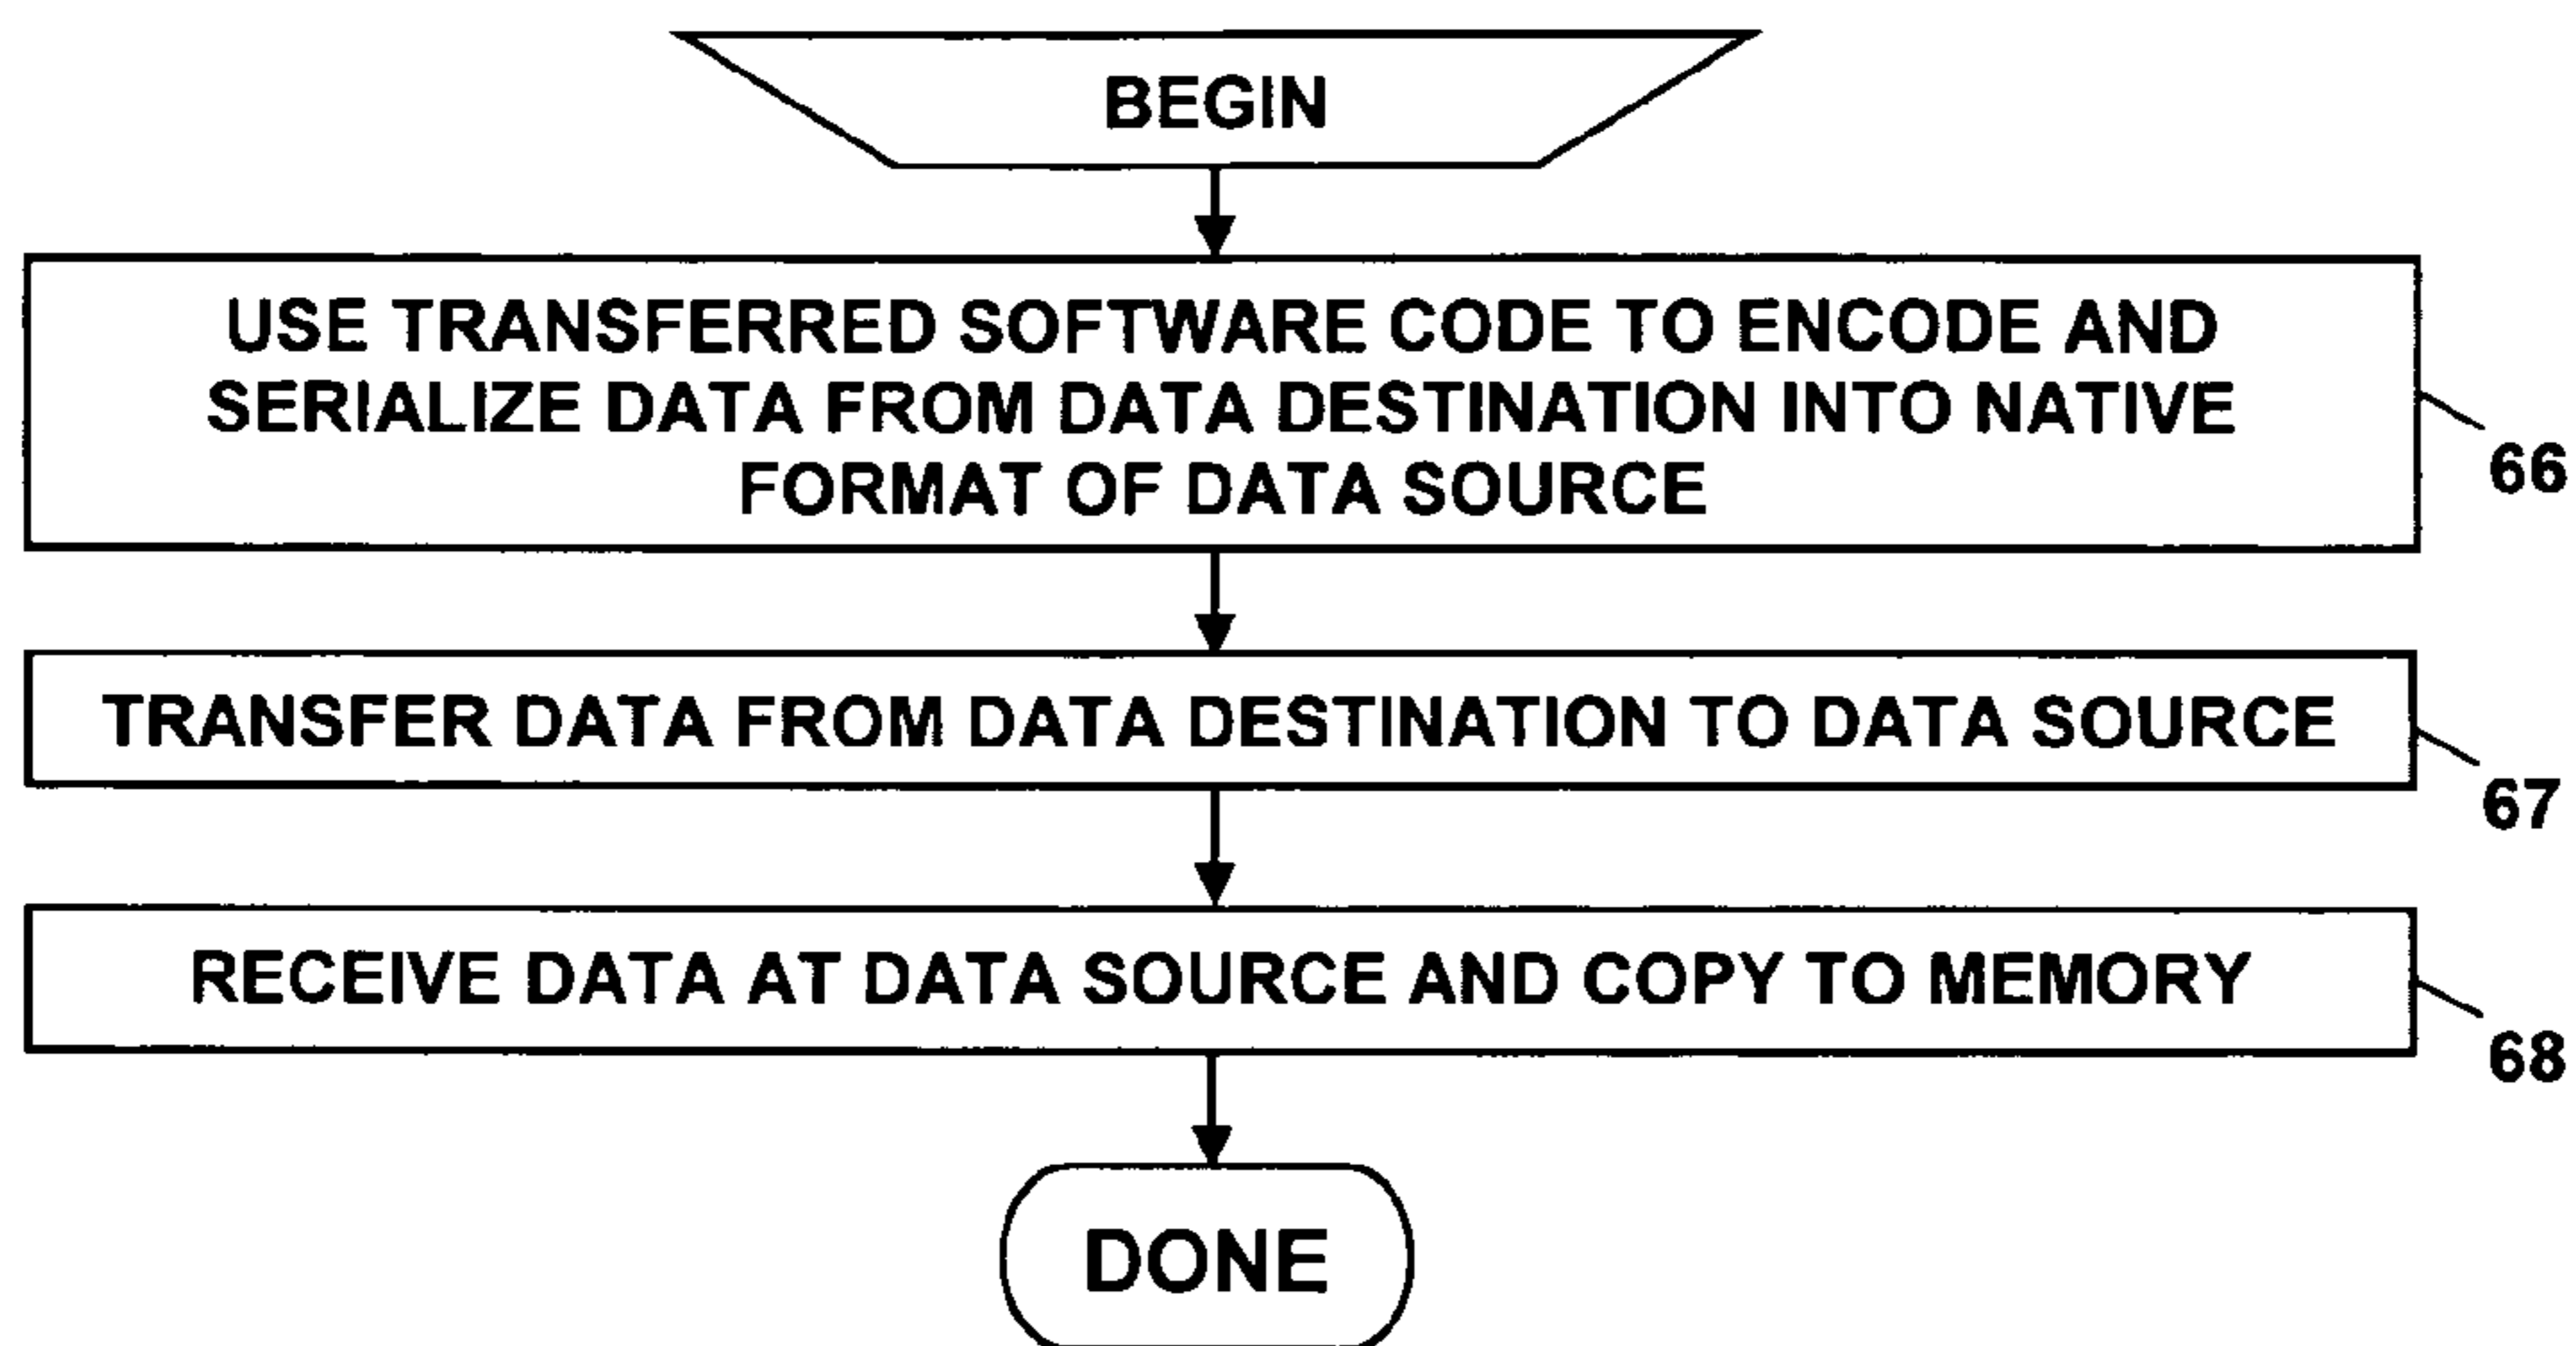 BEGIN
USE TRANSFERRED SOFTWARE CODE TO ENCODE AND
SERIALIZE DATA FROM DATA DESTINATION INTO NATIVE
FORMAT OF DATA SOURCE
66
TRANSFER DATA FROM DATA DESTINATION TO DATA SOURCE
67
RECEIVE DATA AT DATA SOURCE AND COPY TO MEMORY
68
DONE